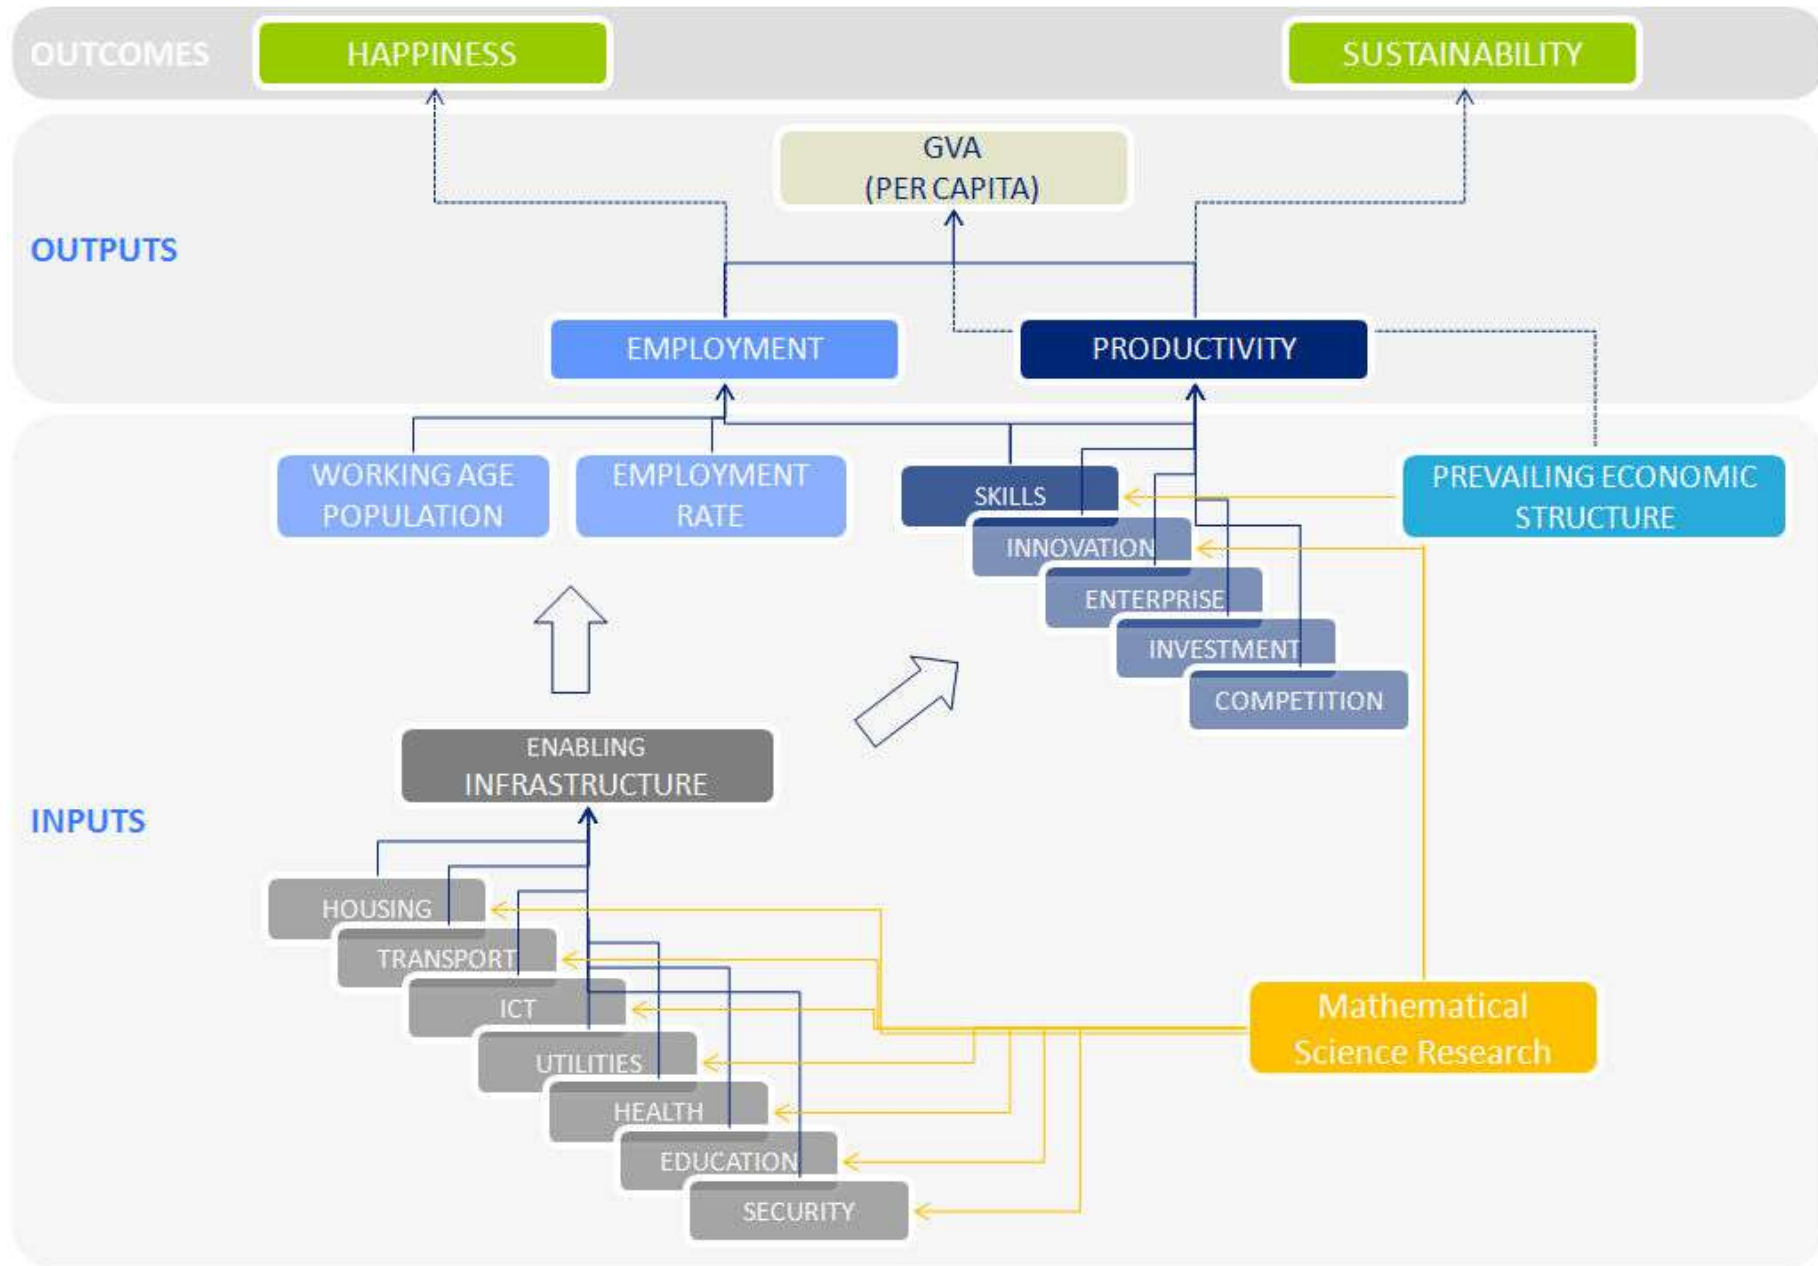 OUTCOMES
HAPPINESS
SUSTAINABILITY
GVA
(PER CAPITA)
OUTPUTS
EMPLOYMENT
PRODUCTIVITY
WORKING AGE
POPULATION
EMPLOYMENT
RATE
SKILLS
INNOVATION
ENTERPRISE
INVESTMENT
COMPETITION
PREVAILING ECONOMIC
STRUCTURE
ENABLING
INFRASTRUCTURE
INPUTS
HOUSING
TRANSPORT
ICT
UTILITIES
HEALTH
EDUCATION
SECURITY
Mathematical
Science Research